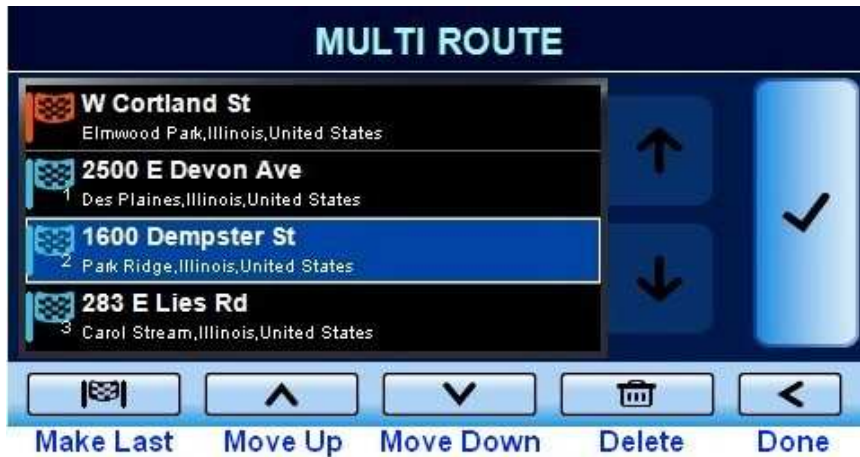 MULTI ROUTE
W Cortland St
Elmwood Park,Illinois,United States
2500 E Devon Ave
1 Des Plaines,Illinois,United States
1600 Dempster St
2 Park Ridge,Illinois,United States
283 E Lies Rd
3 Carol Stream,Illinois,United States
Make Last Move Up Move Down Delete Done